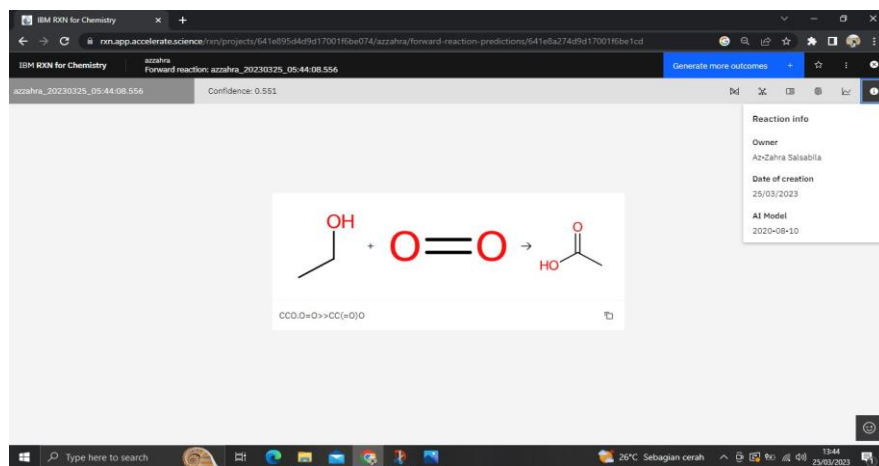 IBM RXN for Chemistry
rxn.app.accelerate.science/rxn/projects/641e895d4d9d17001f6be074/azzahra/forward-reaction-predictions/641e8a274d9d17001f6be1cd
IBM RXN for Chemistry
azzahra
Forward reaction: azzahra_20230325_05:44:08.556
Generate more outcomes
azzahra_20230325_05:44:08.556
Confidence: 0.551
Reaction info
Owner
Az-Zahra Salsabila
Date of creation
25/03/2023
AI Model
2020-08-10
OH
+
O
O
→
O
HO
CCO.O=O>>CC(=O)O
Type here to search
26°C Sebagian cerah
13:44
25/03/2023